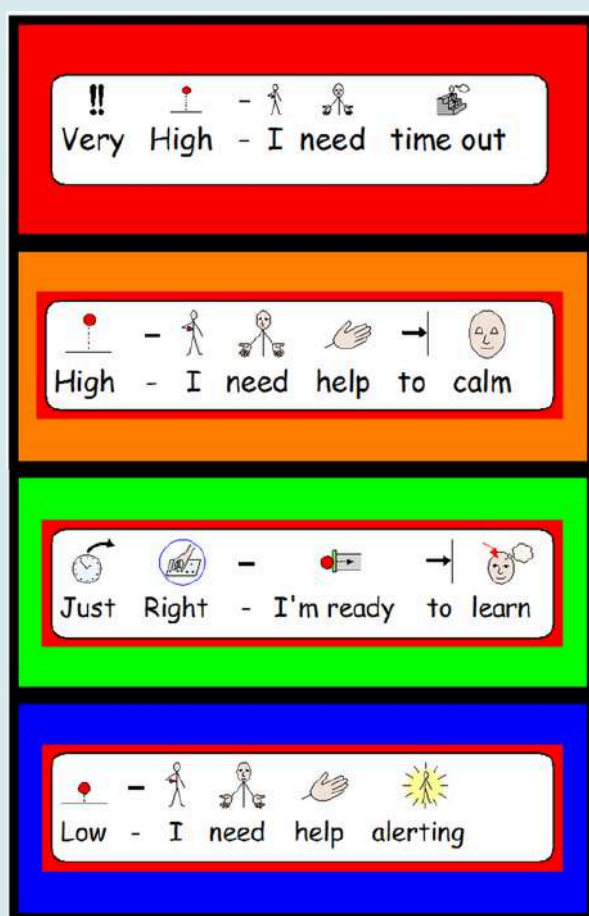 Very High - I need time out
High - I need help to calm
Just Right - I'm ready to learn
Low - I need help alerting